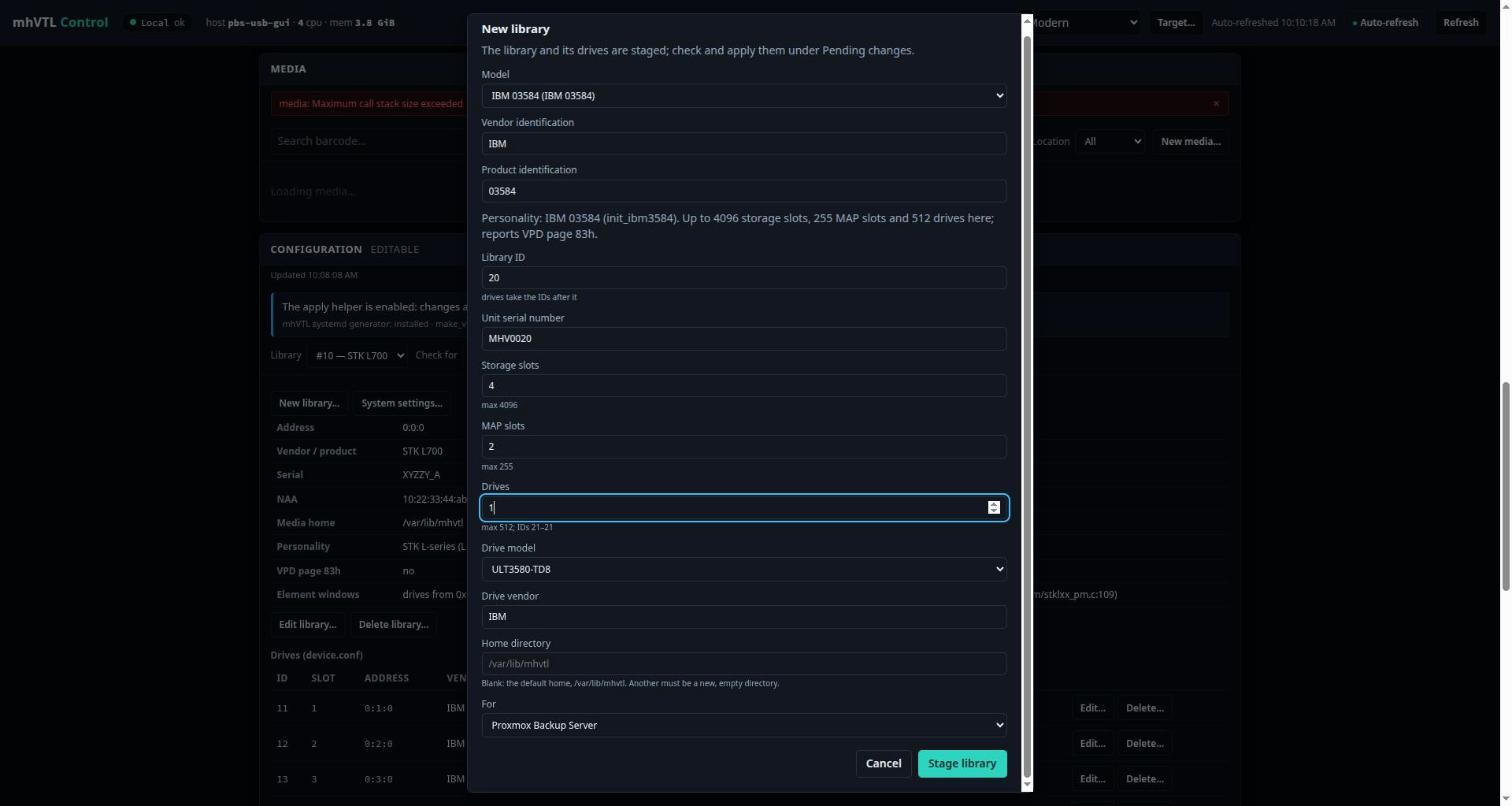 mhVTL Control
Local ok
host pbs-usb-gui · 4 cpu · mem 3.8 GiB
Modern
Target...
Auto-refreshed 10:10:18 AM
Auto-refresh
Refresh
MEDIA
media: Maximum call stack size exceeded
×
Search barcode...
Location
All
New media...
Loading media...
CONFIGURATION EDITABLE
Updated 10:08:08 AM
The apply helper is enabled: changes a
mhVTL systemd generator: installed · make_v
Library
#10 — STK L700
Check for
New library...
System settings...
Address 0:0:0
Vendor / product STK L700
Serial XYZZY_A
NAA 10:22:33:44:ab
Media home /var/lib/mhvtl
Personality STK L-series (L
VPD page 83h no
Element windows drives from 0x
m/stklxx_pm.c:109)
Edit library...
Delete library...
Drives (device.conf)
ID SLOT ADDRESS VEN
11 1 0:1:0 IBM Edit... Delete...
12 2 0:2:0 IBM Edit... Delete...
13 3 0:3:0 IBM Edit... Delete...
New library
The library and its drives are staged; check and apply them under Pending changes.
Model
IBM 03584 (IBM 03584)
Vendor identification
IBM
Product identification
03584
Personality: IBM 03584 (init_ibm3584). Up to 4096 storage slots, 255 MAP slots and 512 drives here;
reports VPD page 83h.
Library ID
20
drives take the IDs after it
Unit serial number
MHV0020
Storage slots
4
max 4096
MAP slots
2
max 255
Drives
1
max 512; IDs 21–21
Drive model
ULT3580-TD8
Drive vendor
IBM
Home directory
/var/lib/mhvtl
Blank: the default home, /var/lib/mhvtl. Another must be a new, empty directory.
For
Proxmox Backup Server
Cancel
Stage library